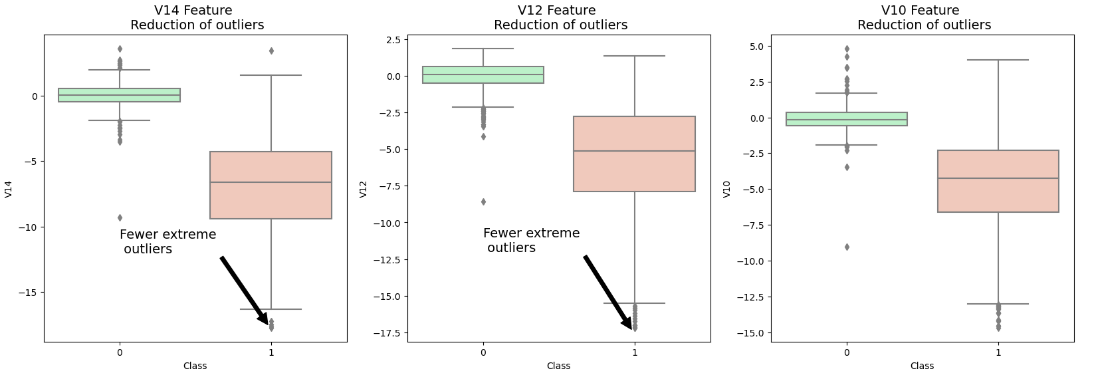 V14 Feature
Reduction of outliers
V14
0
−5
−10
−15
Fewer extreme
outliers
0
1
Class
V12 Feature
Reduction of outliers
V12
2.5
0.0
−2.5
−5.0
−7.5
−10.0
−12.5
−15.0
−17.5
Fewer extreme
outliers
0
1
Class
V10 Feature
Reduction of outliers
V10
5.0
2.5
0.0
−2.5
−5.0
−7.5
−10.0
−12.5
−15.0
0
1
Class